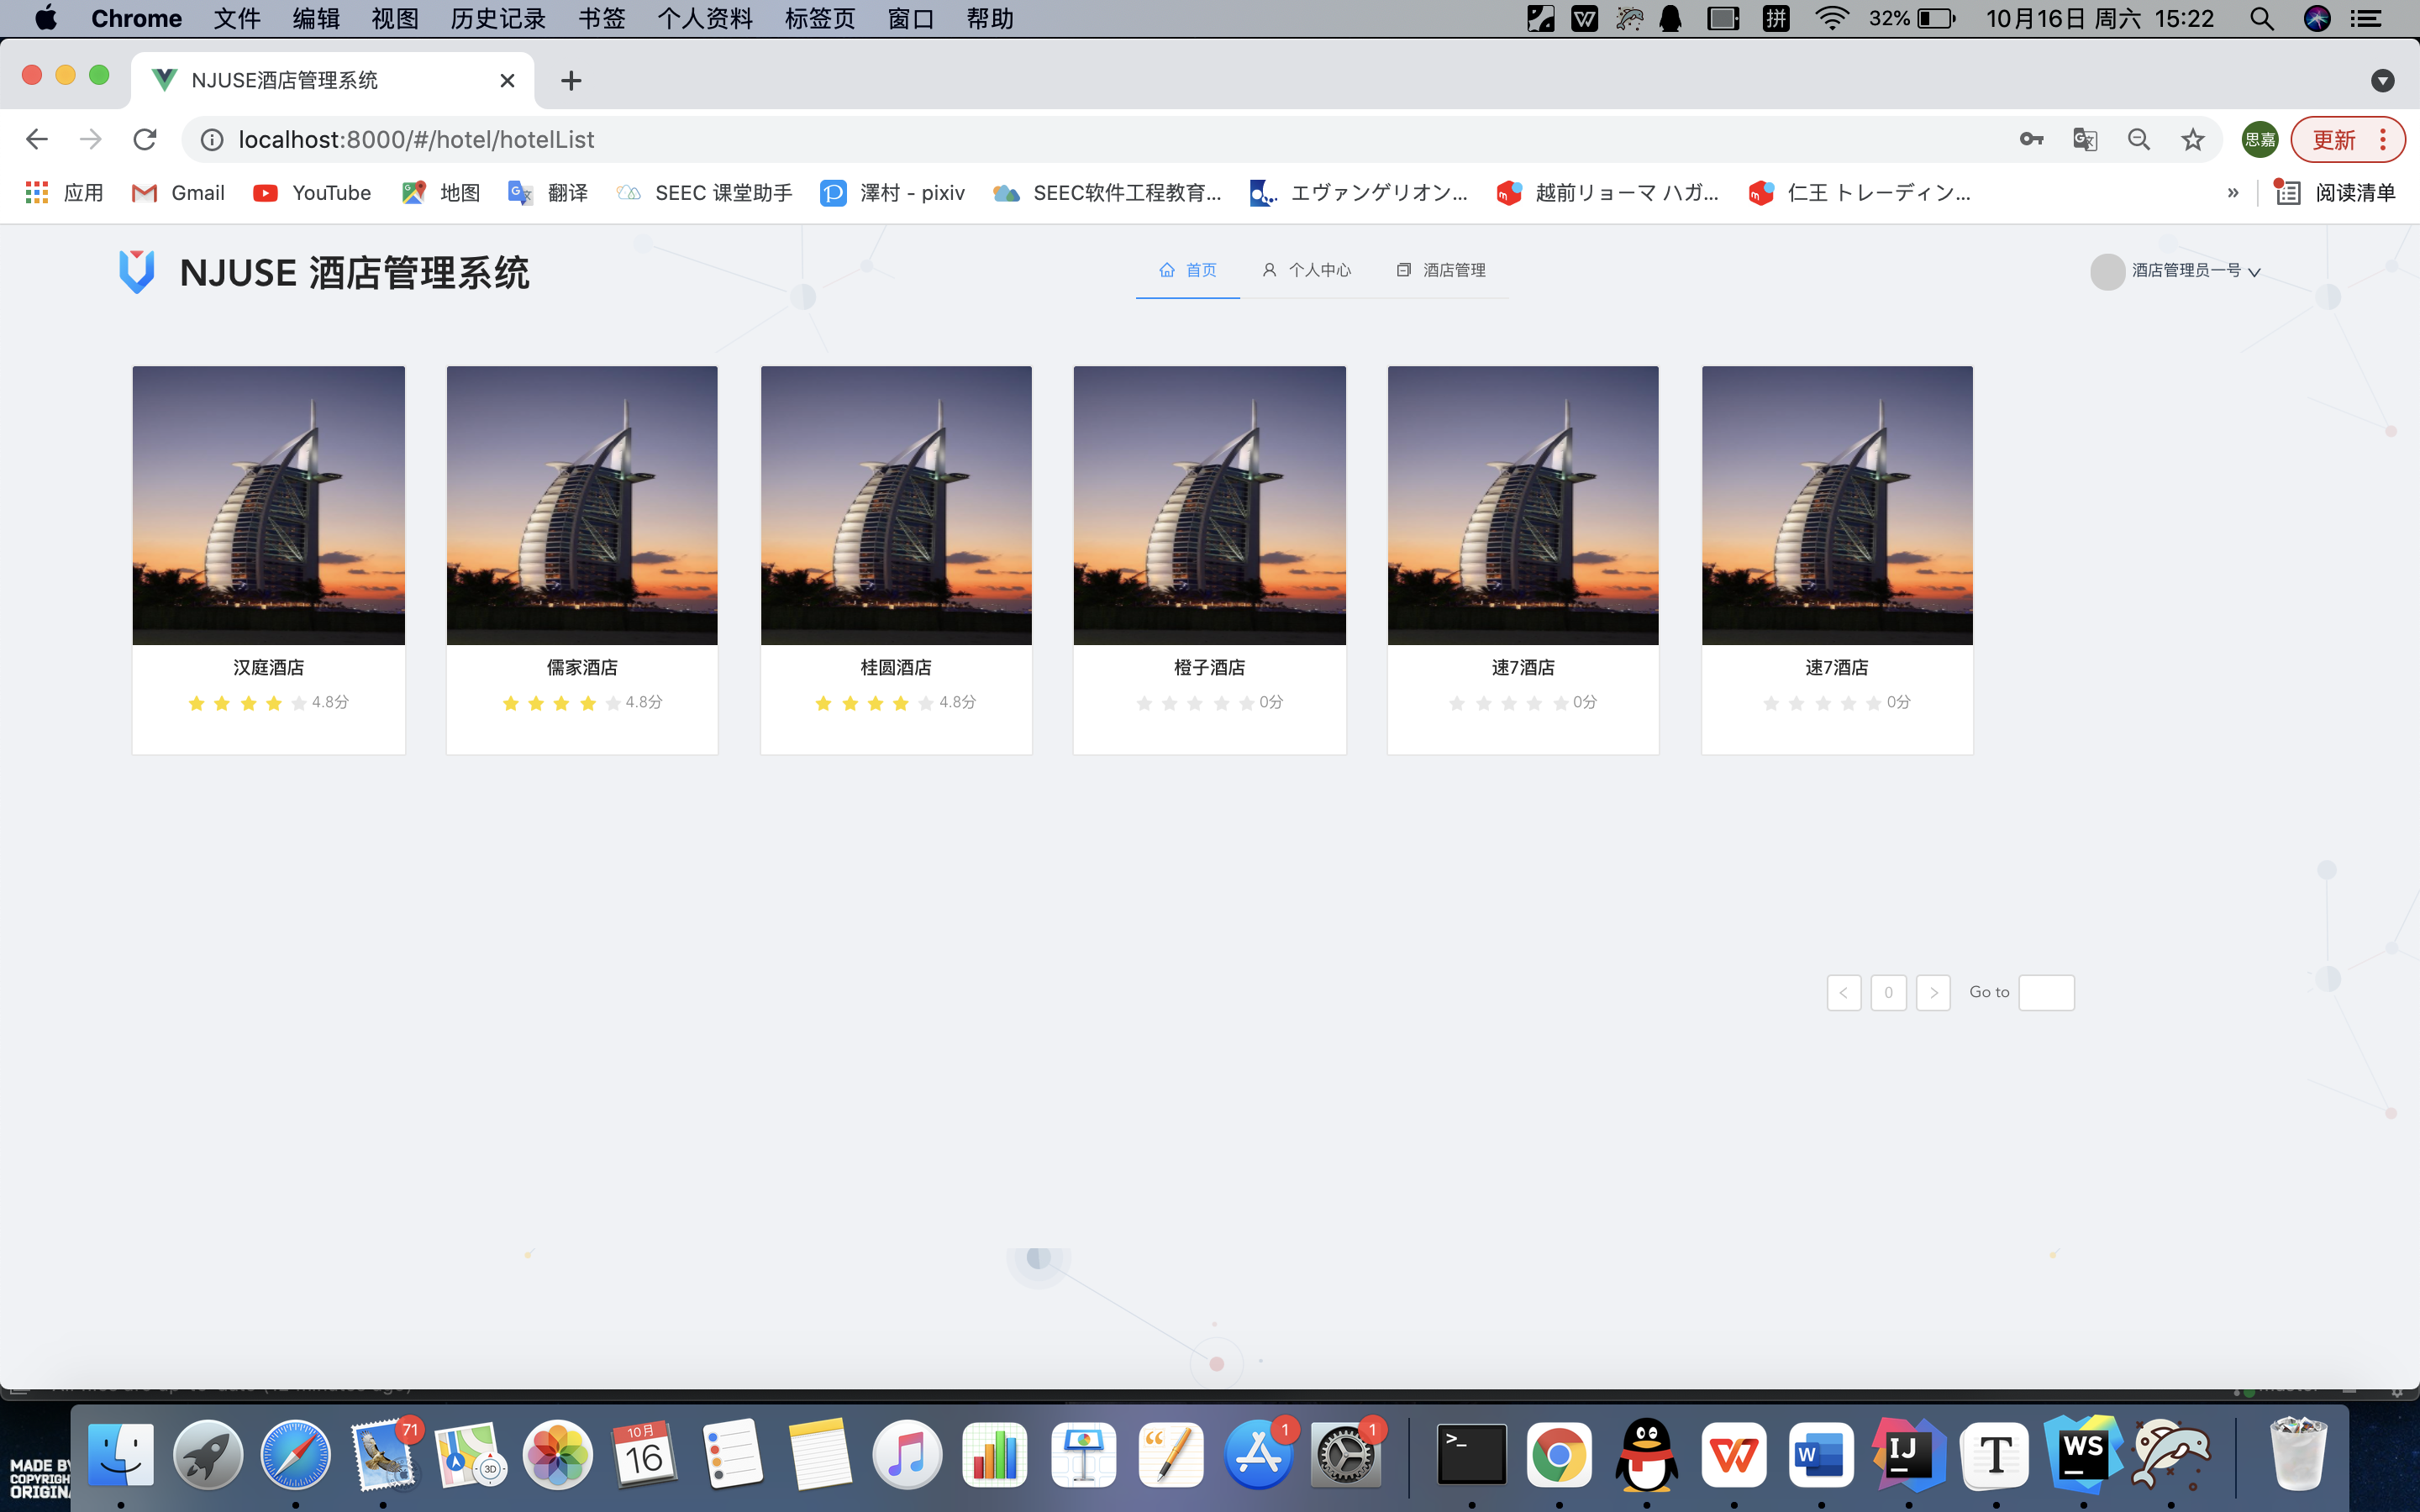 Chrome 文件 编辑 视图 历史记录 书签 个人资料 标签页 窗口 帮助 拼 32% 10月16日 周六 15:22
NJUSE酒店管理系统
localhost:8000/#/hotel/hotelList 思嘉 更新
应用 Gmail YouTube 地图 翻译 SEEC 课堂助手 澤村 - pixiv SEEC软件工程教育... エヴァンゲリオン... 越前リョーマ ハガ... 仁王 トレーディン... » 阅读清单
NJUSE 酒店管理系统 首页 个人中心 酒店管理 酒店管理员一号
汉庭酒店 儒家酒店 桂圆酒店 橙子酒店 速7酒店 速7酒店
4.8分 4.8分 4.8分 0分 0分 0分
< 0 > Go to
71 3D 10月 16 1 1 >_ W IJ T WS
MADE BY
COPYRIGH
ORIGINA